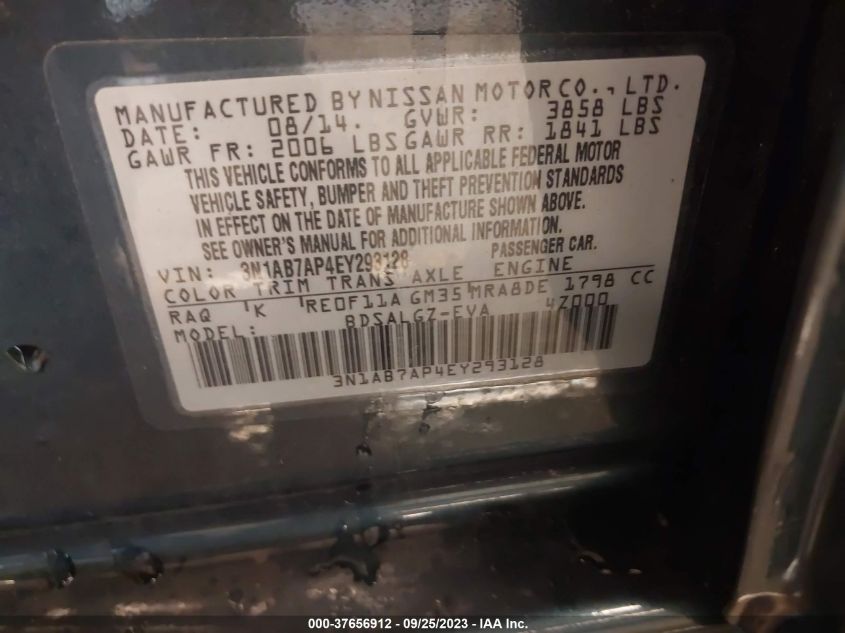 MANUFACTURED BY NISSAN MOTOR CO., LTD.
DATE: 08/14. GVWR: 3858 LBS
GAWR FR: 2006 LBS GAWR RR: 1841 LBS
THIS VEHICLE CONFORMS TO ALL APPLICABLE FEDERAL MOTOR
VEHICLE SAFETY, BUMPER AND THEFT PREVENTION STANDARDS
IN EFFECT ON THE DATE OF MANUFACTURE SHOWN ABOVE.
SEE OWNER'S MANUAL FOR ADDITIONAL INFORMATION.
VIN: 3N1AB7AP4EY293128 PASSENGER CAR.
COLOR TRIM TRANS AXLE ENGINE
RAQ K RE0F11A GM35 MRA8DE 1798 CC
MODEL: BDSALGZ-EVA 4Z000
3N1AB7AP4EY293128
000-37656912 - 09/25/2023 - IAA Inc.